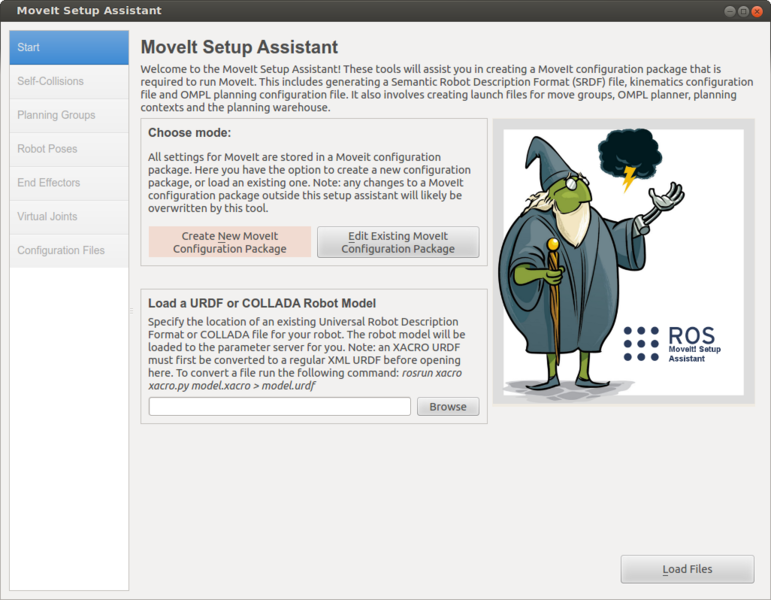 MoveIt Setup Assistant
Start
Self-Collisions
Planning Groups
Robot Poses
End Effectors
Virtual Joints
Configuration Files
MoveIt Setup Assistant
Welcome to the MoveIt Setup Assistant! These tools will assist you in creating a MoveIt configuration package that is
required to run MoveIt. This includes generating a Semantic Robot Description Format (SRDF) file, kinematics configuration
file and OMPL planning configuration file. It also involves creating launch files for move groups, OMPL planner, planning
contexts and the planning warehouse.
Choose mode:
All settings for MoveIt are stored in a Moveit configuration
package. Here you have the option to create a new configuration
package, or load an existing one. Note: any changes to a MoveIt
configuration package outside this setup assistant will likely be
overwritten by this tool.
Create New MoveIt
Configuration Package
Edit Existing MoveIt
Configuration Package
Load a URDF or COLLADA Robot Model
Specify the location of an existing Universal Robot Description
Format or COLLADA file for your robot. The robot model will be
loaded to the parameter server for you. Note: an XACRO URDF
must first be converted to a regular XML URDF before opening
here. To convert a file run the following command: rosrun xacro
xacro.py model.xacro > model.urdf
Browse
ROS
MoveIt! Setup
Assistant
Load Files